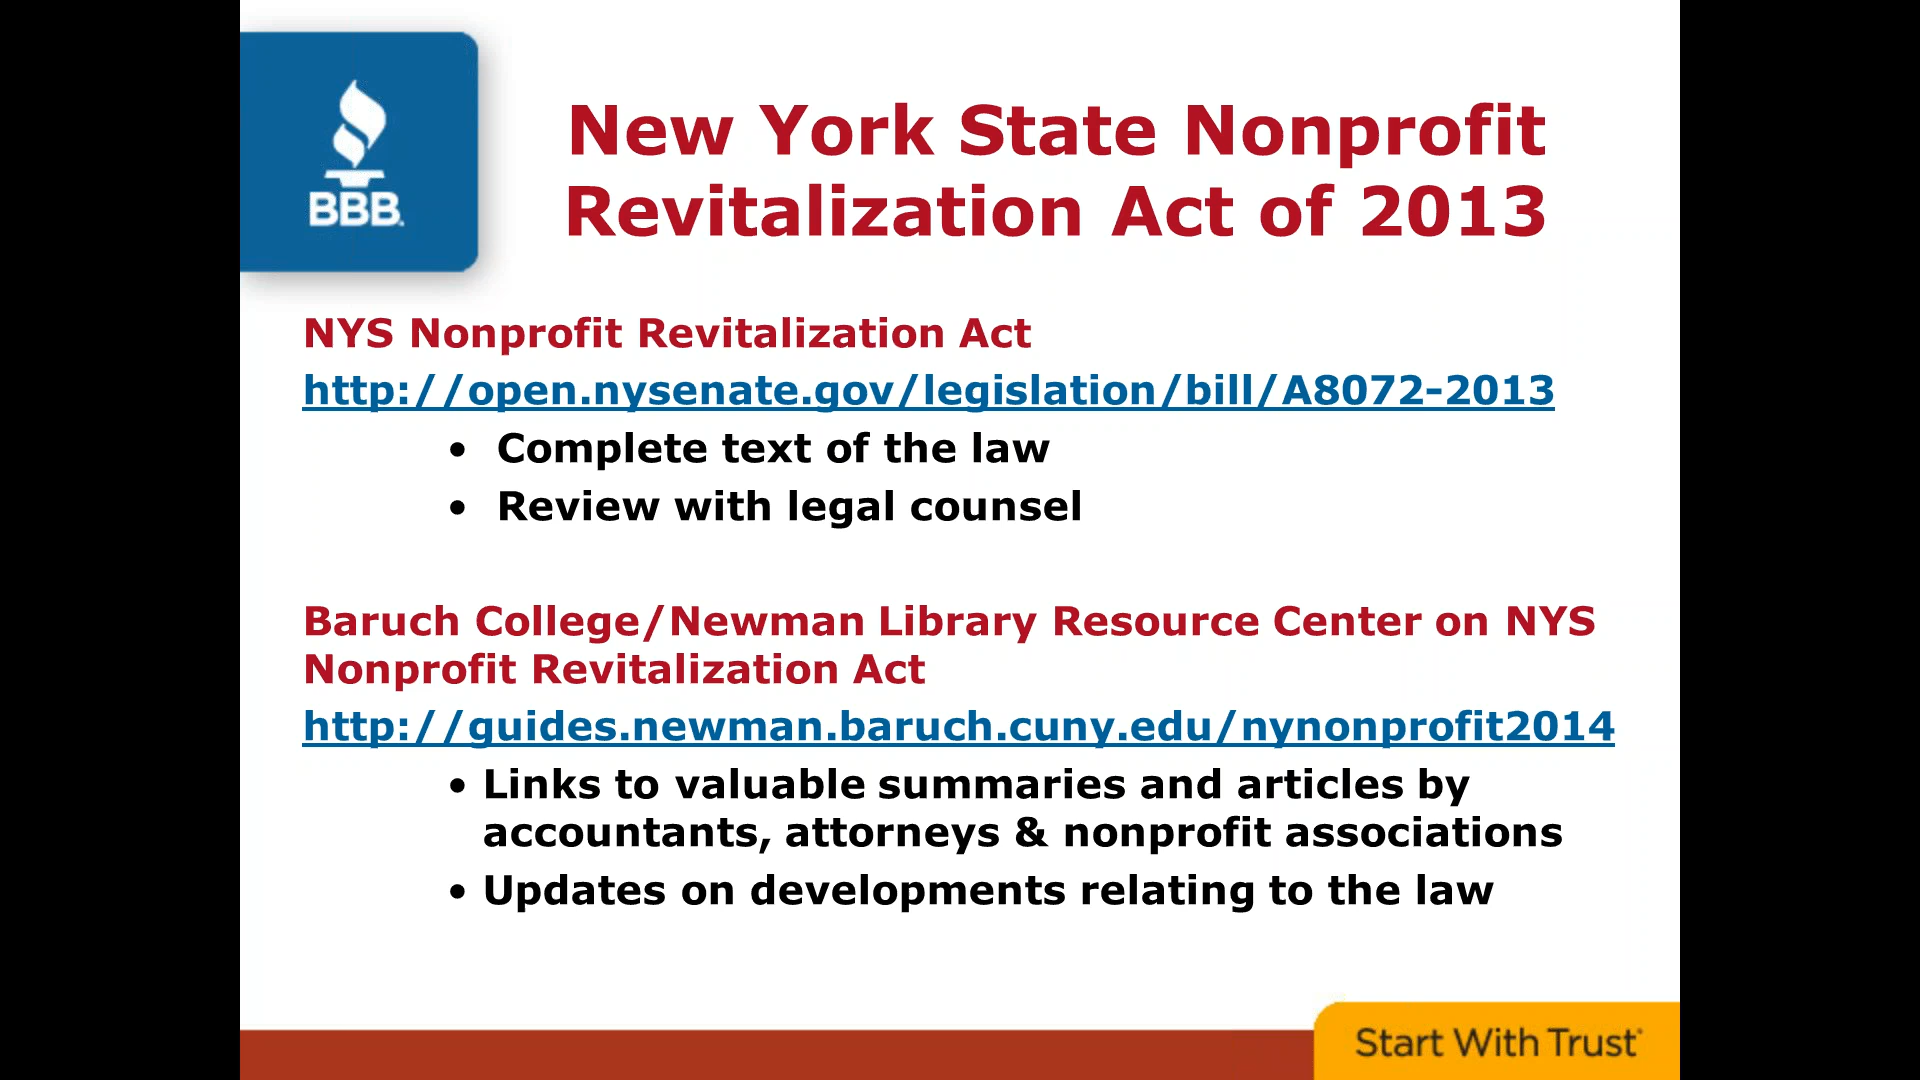 BBB.
New York State Nonprofit
Revitalization Act of 2013
NYS Nonprofit Revitalization Act
http://open.nysenate.gov/legislation/bill/A8072-2013
• Complete text of the law
• Review with legal counsel
Baruch College/Newman Library Resource Center on NYS
Nonprofit Revitalization Act
http://guides.newman.baruch.cuny.edu/nynonprofit2014
• Links to valuable summaries and articles by
accountants, attorneys & nonprofit associations
• Updates on developments relating to the law
Start With Trust